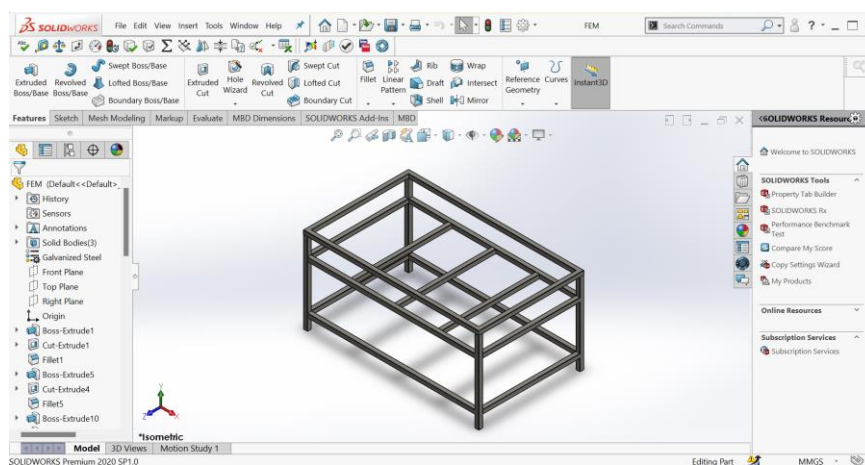 SOLIDWORKS File Edit View Insert Tools Window Help FEM Search Commands
Extruded Boss/Base Revolved Boss/Base Swept Boss/Base Lofted Boss/Base Boundary Boss/Base
Extruded Cut Hole Wizard Revolved Cut Swept Cut Lofted Cut Boundary Cut
Fillet Linear Pattern Rib Draft Shell Wrap Intersect Mirror Reference Geometry Curves Instant3D
Features Sketch Mesh Modeling Markup Evaluate MBD Dimensions SOLIDWORKS Add-Ins MBD
<<SOLIDWORKS Resourc
FEM (Default<<Default>_
History
Sensors
Annotations
Solid Bodies(3)
Galvanized Steel
Front Plane
Top Plane
Right Plane
Origin
Boss-Extrude1
Cut-Extrude1
Fillet1
Boss-Extrude5
Cut-Extrude4
Fillet5
Boss-Extrude10
*Isometric
Welcome to SOLIDWORKS
SOLIDWORKS Tools
Property Tab Builder
SOLIDWORKS Rx
Performance Benchmark
Test
Compare My Score
Copy Settings Wizard
My Products
Online Resources
Subscription Services
Subscription Services
Model 3D Views Motion Study 1
SOLIDWORKS Premium 2020 SP1.0 Editing Part MMGS